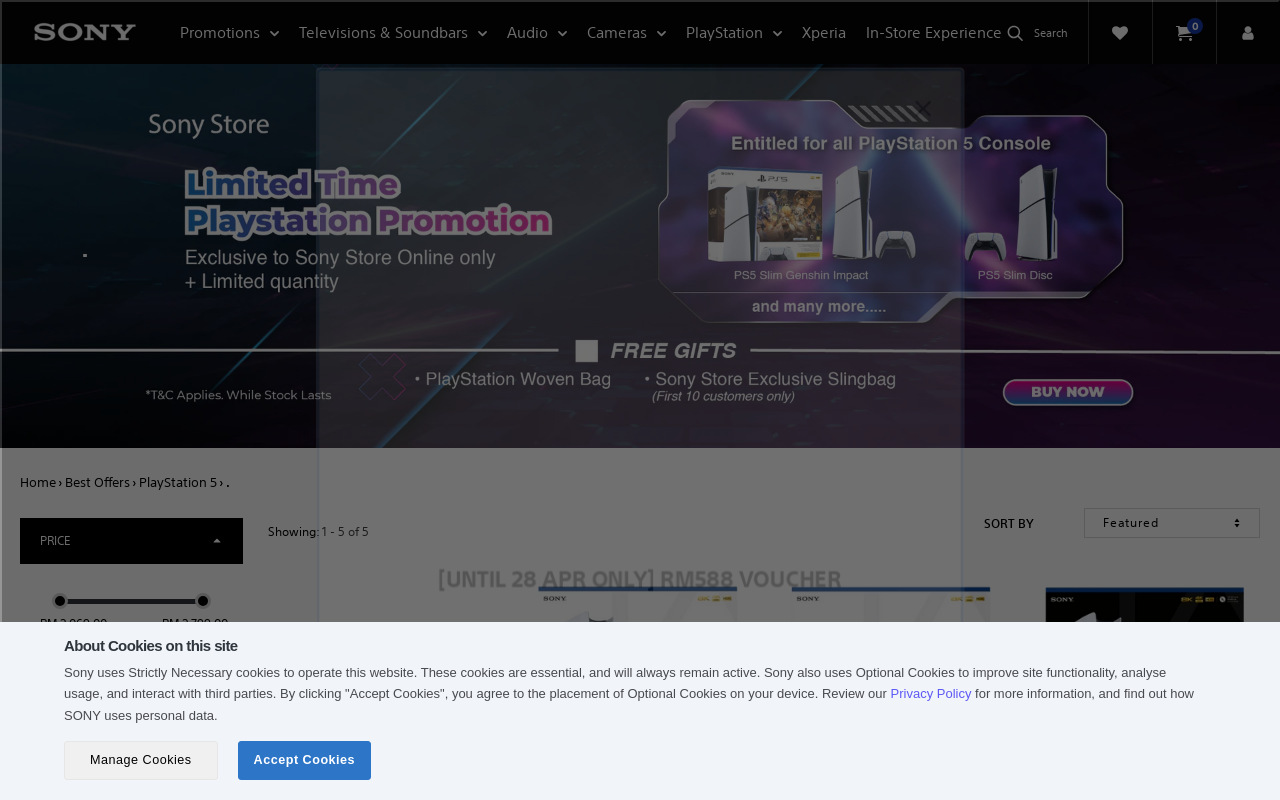 SONY
Promotions
Televisions & Soundbars
Audio
Cameras
PlayStation
Xperia
In-Store Experience
Search
0
Sony Store
Limited Time
Playstation Promotion
Exclusive to Sony Store Online only
+ Limited quantity
Entitled for all PlayStation 5 Console
PS5 Slim Genshin Impact
PS5 Slim Disc
and many more.....
FREE GIFTS
• PlayStation Woven Bag
• Sony Store Exclusive Slingbag
(First 10 customers only)
*T&C Applies. While Stock Lasts
BUY NOW
Home › Best Offers › PlayStation 5 › .
PRICE
Showing: 1 - 5 of 5
SORT BY
Featured
[UNTIL 28 APR ONLY] RM588 VOUCHER
SONY
SONY
SONY
About Cookies on this site
Sony uses Strictly Necessary cookies to operate this website. These cookies are essential, and will always remain active. Sony also uses Optional Cookies to improve site functionality, analyse
usage, and interact with third parties. By clicking "Accept Cookies", you agree to the placement of Optional Cookies on your device. Review our Privacy Policy for more information, and find out how
SONY uses personal data.
Manage Cookies
Accept Cookies